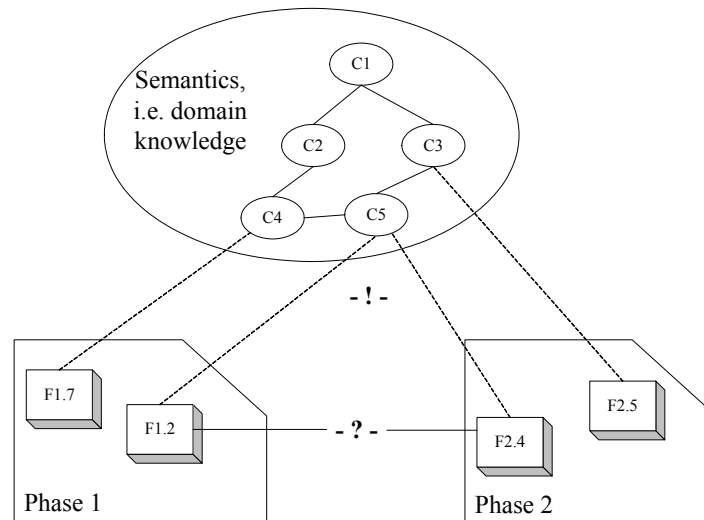 C1
Semantics,
i.e. domain
knowledge
C2
C3
C4
C5
- ! -
F1.7
F1.2
- ? -
F2.4
F2.5
Phase 1
Phase 2